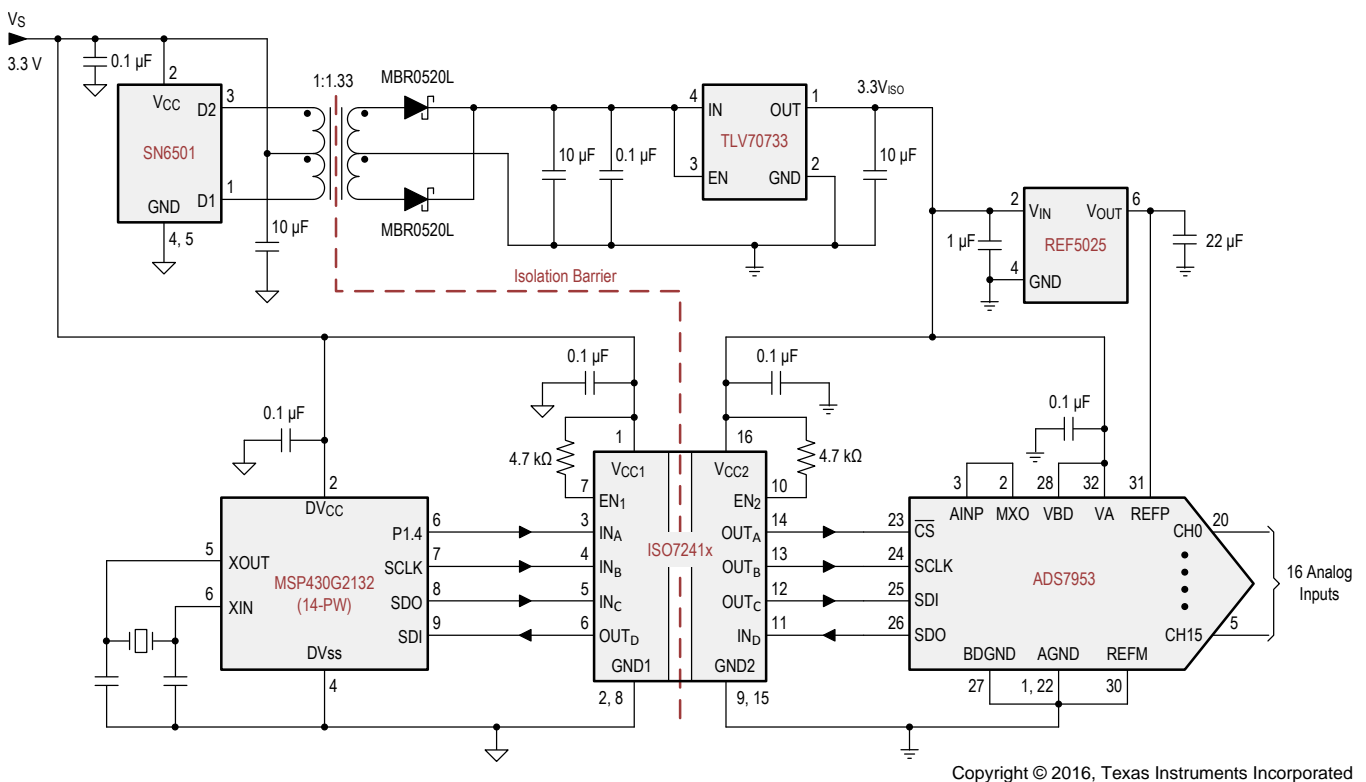 VS
3.3 V
0.1 µF
2
VCC
D2
3
SN6501
D1
1
GND
4, 5
10 µF
1:1.33
MBR0520L
MBR0520L
10 µF
0.1 µF
4
IN
OUT
1
TLV70733
3
EN
GND
2
3.3VISO
10 µF
2
VIN
VOUT
6
1 µF
REF5025
22 µF
4
GND
Isolation Barrier
0.1 µF
0.1 µF
0.1 µF
0.1 µF
4.7 kΩ
4.7 kΩ
1
16
VCC1
VCC2
7
EN1
EN2
10
3
INA
OUTA
14
4
INB
OUTB
13
5
INC
OUTC
12
6
OUTD
IND
11
ISO7241x
GND1
GND2
2, 8
9, 15
2
DVCC
5
XOUT
6
XIN
P1.4
6
SCLK
7
SDO
8
SDI
9
MSP430G2132
(14-PW)
DVss
4
3
2
28
32
31
AINP
MXO
VBD
VA
REFP
23
CS
24
SCLK
25
SDI
26
SDO
ADS7953
CH0
20
CH15
5
16 Analog
Inputs
BDGND
AGND
REFM
27
1, 22
30
Copyright © 2016, Texas Instruments Incorporated